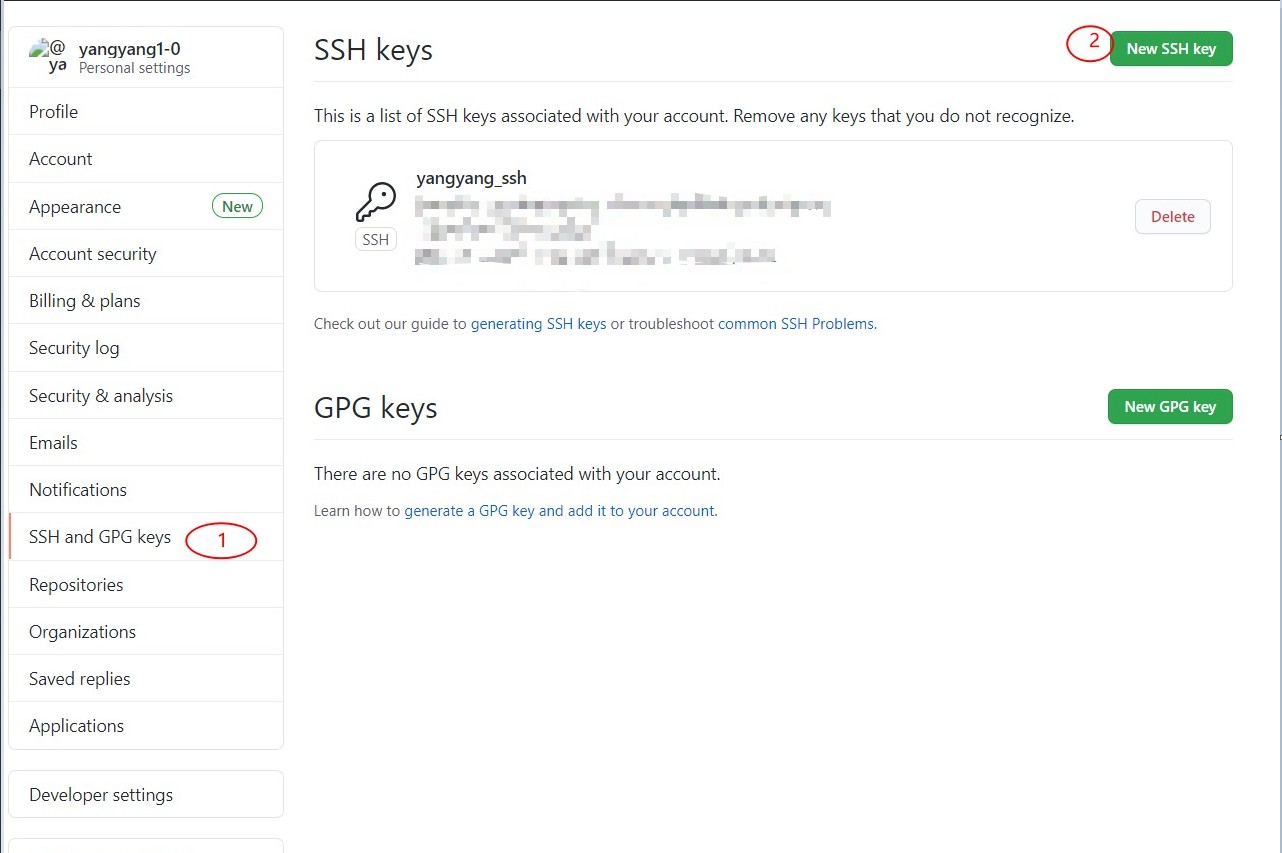 @
ya
yangyang1-0
Personal settings
Profile
Account
Appearance New
Account security
Billing & plans
Security log
Security & analysis
Emails
Notifications
SSH and GPG keys 1
Repositories
Organizations
Saved replies
Applications
Developer settings
SSH keys
2 New SSH key
This is a list of SSH keys associated with your account. Remove any keys that you do not recognize.
yangyang_ssh
SSH
Delete
Check out our guide to generating SSH keys or troubleshoot common SSH Problems.
GPG keys
New GPG key
There are no GPG keys associated with your account.
Learn how to generate a GPG key and add it to your account.